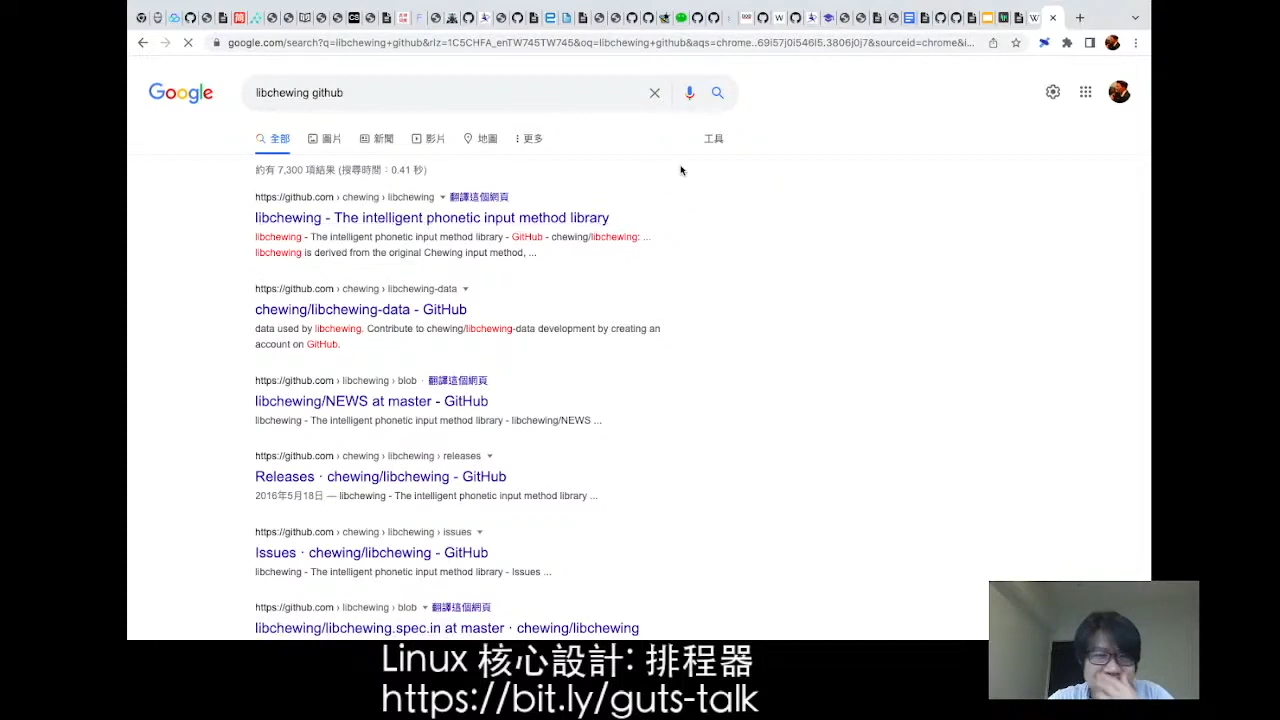 google.com/search?q=libchewing+github&rlz=1C5CHFA_enTW745TW745&oq=libchewing+github&aqs=chrome..69i57j0i546l5.3806j0j7&sourceid=chrome&i...
Google
libchewing github
全部
圖片
新聞
影片
地圖
更多
工具
約有 7,300 項結果 (搜尋時間:0.41 秒)
https://github.com › chewing › libchewing 翻譯這個網頁
libchewing - The intelligent phonetic input method library
libchewing - The intelligent phonetic input method library - GitHub - chewing/libchewing: ...
libchewing is derived from the original Chewing input method, ...
https://github.com › chewing › libchewing-data
chewing/libchewing-data - GitHub
data used by libchewing. Contribute to chewing/libchewing-data development by creating an
account on GitHub.
https://github.com › libchewing › blob · 翻譯這個網頁
libchewing/NEWS at master - GitHub
libchewing - The intelligent phonetic input method library - libchewing/NEWS ...
https://github.com › chewing › libchewing › releases
Releases · chewing/libchewing - GitHub
2016年5月18日 — libchewing - The intelligent phonetic input method library ...
https://github.com › chewing › libchewing › issues
Issues · chewing/libchewing - GitHub
libchewing - The intelligent phonetic input method library - Issues ...
https://github.com › libchewing › blob 翻譯這個網頁
libchewing/libchewing.spec.in at master · chewing/libchewing
Linux 核心設計: 排程器
https://bit.ly/guts-talk